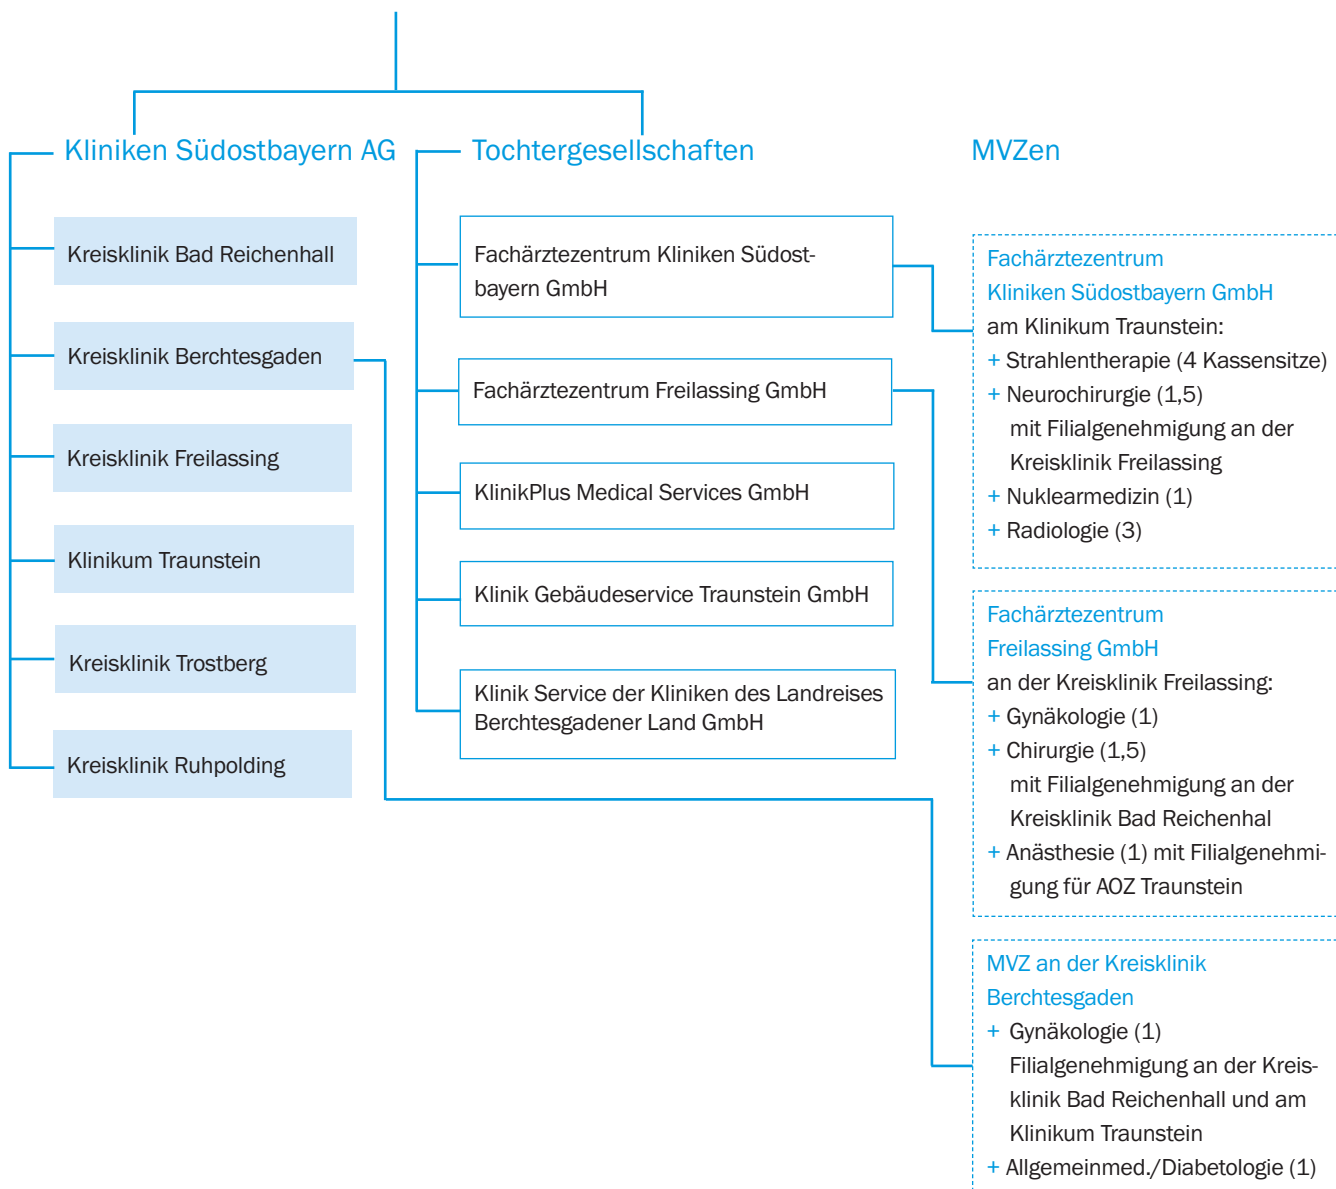 Kliniken Südostbayern AG
Kreisklinik Bad Reichenhall
Kreisklinik Berchtesgaden
Kreisklinik Freilassing
Klinikum Traunstein
Kreisklinik Trostberg
Kreisklinik Ruhpolding
Tochtergesellschaften
Fachärztezentrum Kliniken Südost-
bayern GmbH
Fachärztezentrum Freilassing GmbH
KlinikPlus Medical Services GmbH
Klinik Gebäudeservice Traunstein GmbH
Klinik Service der Kliniken des Landreises
Berchtesgadener Land GmbH
MVZen
Fachärztezentrum
Kliniken Südostbayern GmbH
am Klinikum Traunstein:
+ Strahlentherapie (4 Kassensitze)
+ Neurochirurgie (1,5)
mit Filialgenehmigung an der
Kreisklinik Freilassing
+ Nuklearmedizin (1)
+ Radiologie (3)
Fachärztezentrum
Freilassing GmbH
an der Kreisklinik Freilassing:
+ Gynäkologie (1)
+ Chirurgie (1,5)
mit Filialgenehmigung an der
Kreisklinik Bad Reichenhal
+ Anästhesie (1) mit Filialgenehmi-
gung für AOZ Traunstein
MVZ an der Kreisklinik
Berchtesgaden
+ Gynäkologie (1)
Filialgenehmigung an der Kreis-
klinik Bad Reichenhall und am
Klinikum Traunstein
+ Allgemeinmed./Diabetologie (1)